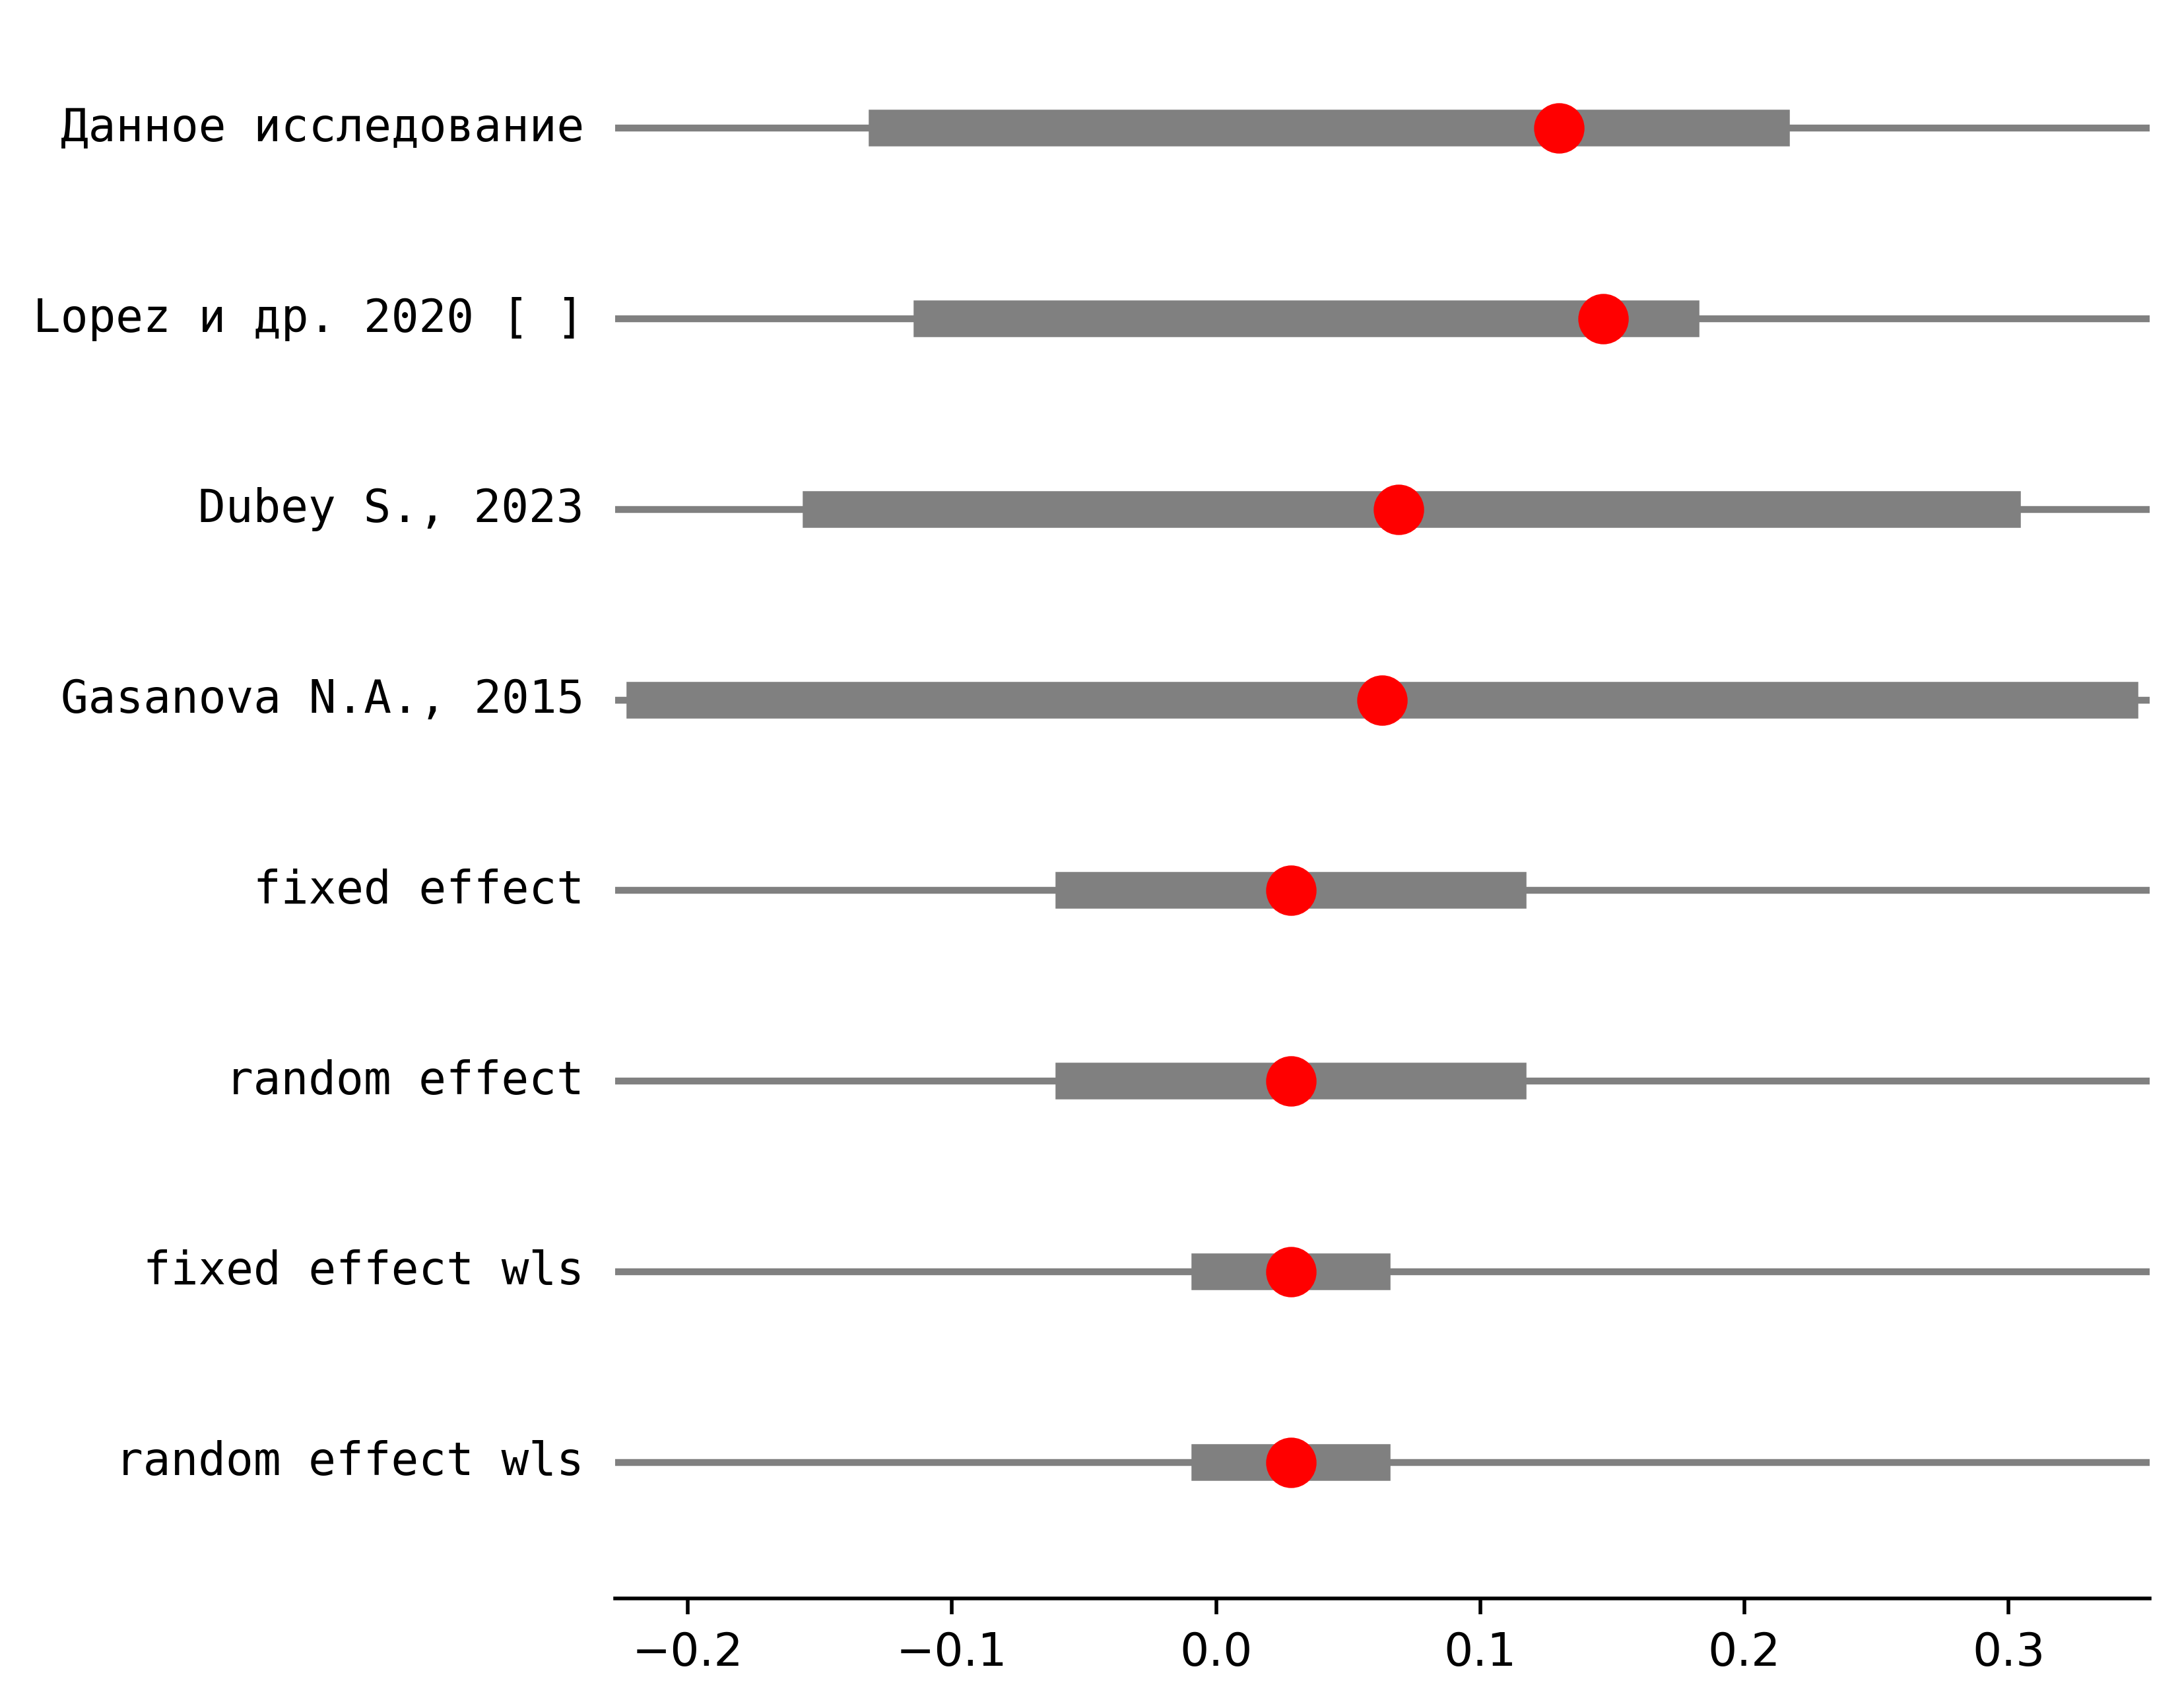 Данное исследование
Lopez и др. 2020 [ ]
Dubey S., 2023
Gasanova N.A., 2015
fixed effect
random effect
fixed effect wls
random effect wls
−0.2 −0.1 0.0 0.1 0.2 0.3